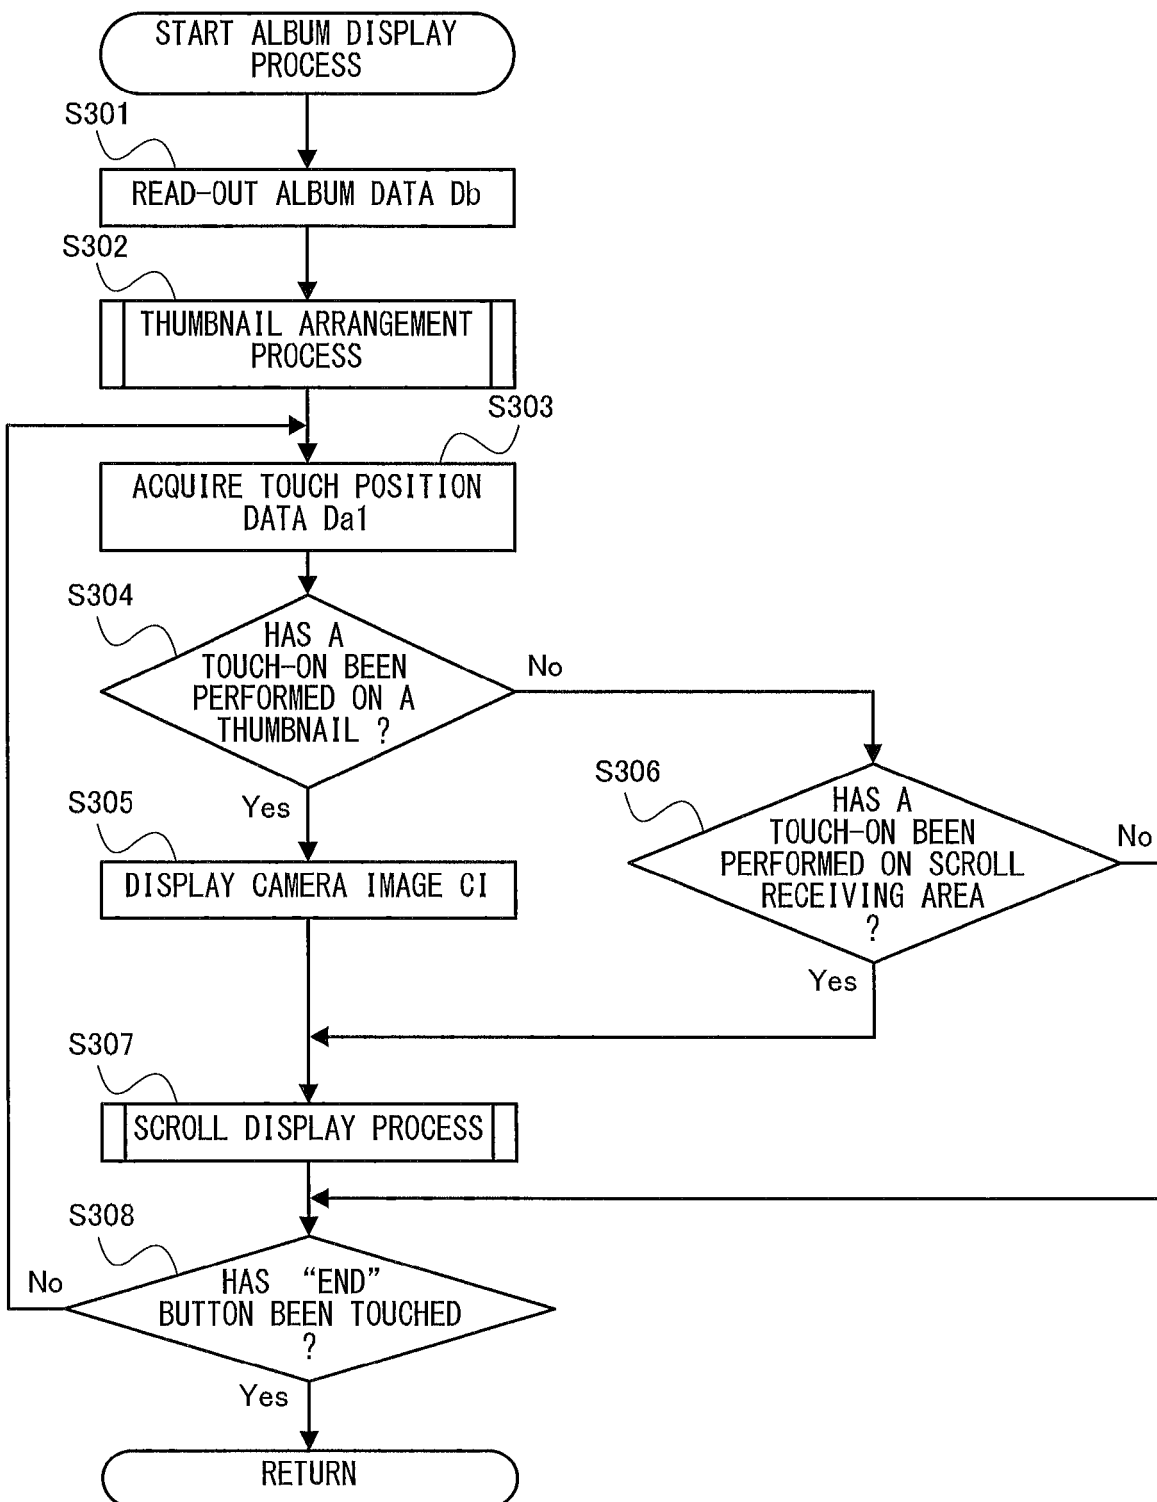 START ALBUM DISPLAY
PROCESS
S301
READ-OUT ALBUM DATA Db
S302
THUMBNAIL ARRANGEMENT
PROCESS
S303
ACQUIRE TOUCH POSITION
DATA Da1
S304
HAS A
TOUCH-ON BEEN
PERFORMED ON A
THUMBNAIL ?
No
Yes
S305
DISPLAY CAMERA IMAGE CI
S306
HAS A
TOUCH-ON BEEN
PERFORMED ON SCROLL
RECEIVING AREA
?
No
Yes
S307
SCROLL DISPLAY PROCESS
S308
HAS “END”
BUTTON BEEN TOUCHED
?
No
Yes
RETURN